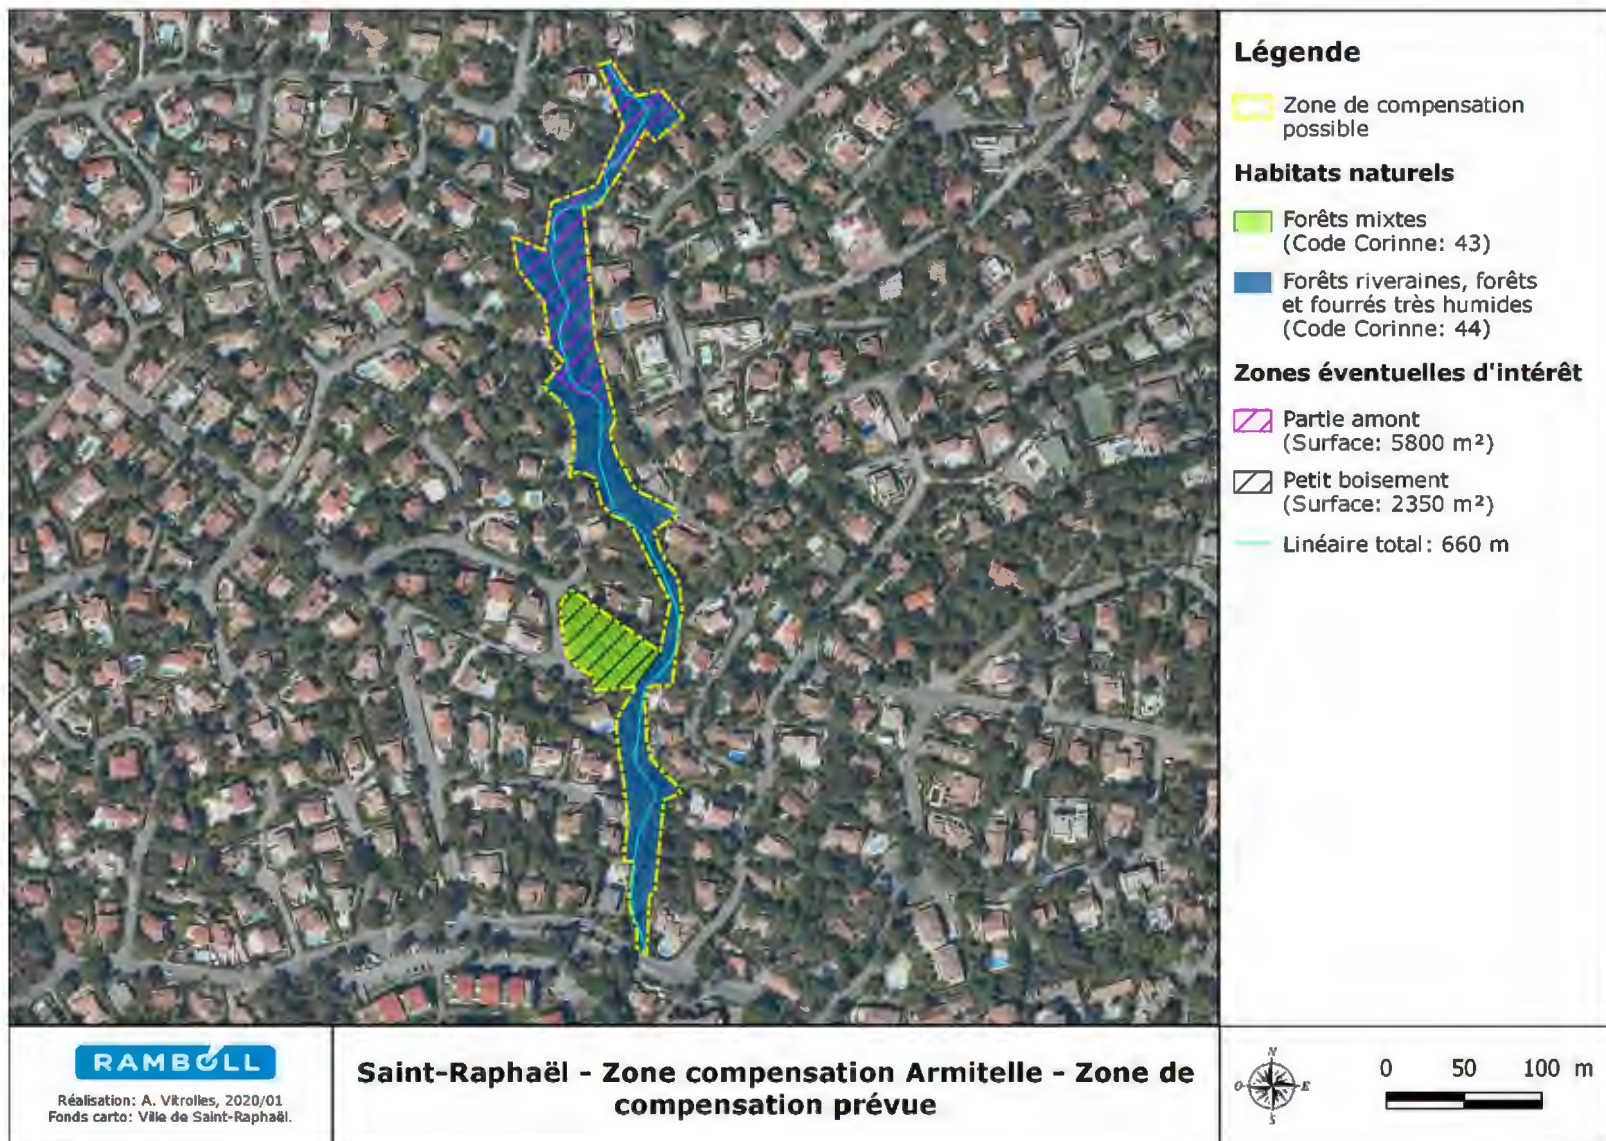 Légende
Zone de compensation
possible
Habitats naturels
Forêts mixtes
(Code Corinne: 43)
Forêts riveraines, forêts
et fourrés très humides
(Code Corinne: 44)
Zones éventuelles d'intérêt
Partie amont
(Surface: 5800 m²)
Petit boisement
(Surface: 2350 m²)
Linéaire total: 660 m
RAMBOLL
Réalisation: A. Vitrolles, 2020/01
Fonds carto: Ville de Saint-Raphaël.
Saint-Raphaël - Zone compensation Armitelle - Zone de
compensation prévue
N
O E
S
0 50 100 m